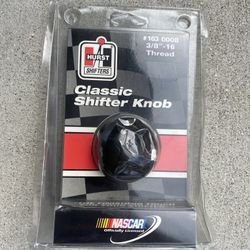 HURST
SHIFTERS
#163 0008
3/8"-16
Thread
Classic
Shifter Knob
NASCAR
Officially Licensed